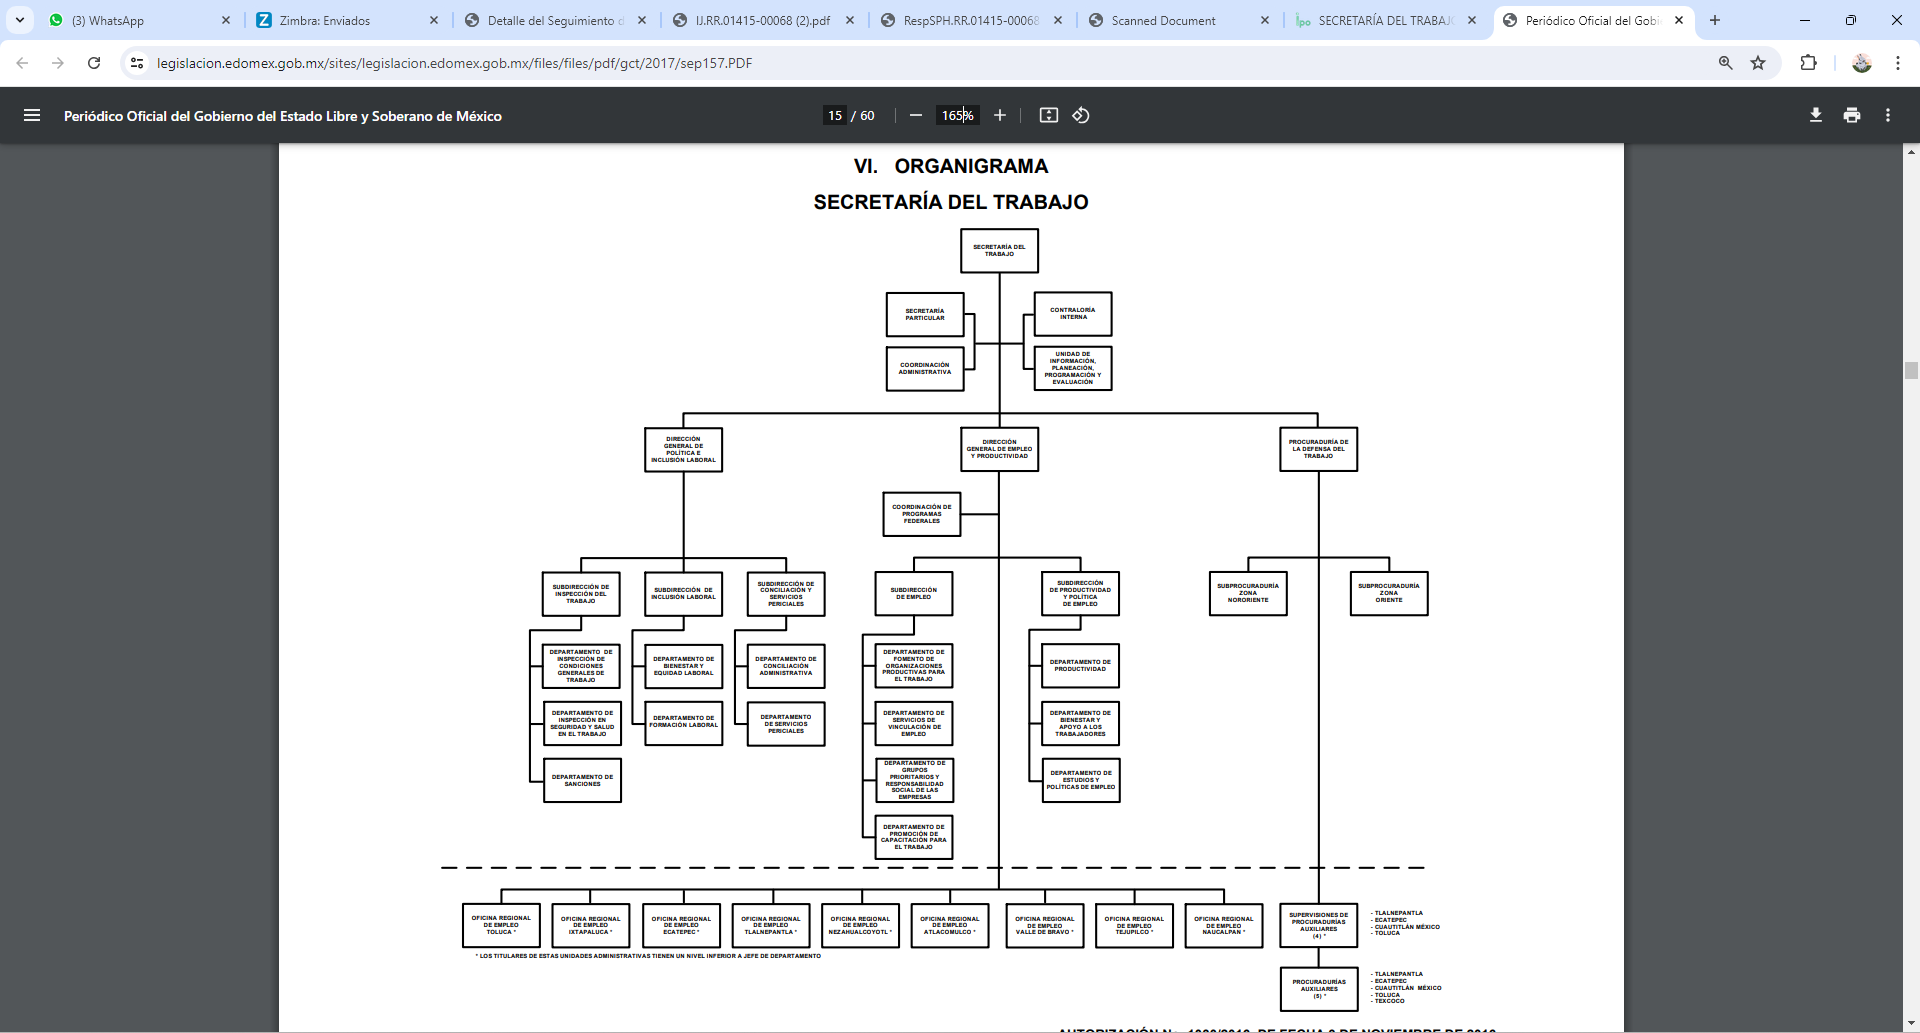 (3) WhatsApp
Zimbra: Enviados
Detalle del Seguimiento d
IJ.RR.01415-00068 (2).pdf
RespSPH.RR.01415-00068
Scanned Document
ipo SECRETARÍA DEL TRABAJ
Periódico Oficial del Gobi
legislacion.edomex.gob.mx/sites/legislacion.edomex.gob.mx/files/files/pdf/gct/2017/sep157.PDF
Periódico Oficial del Gobierno del Estado Libre y Soberano de México
15 / 60
165%
VI. ORGANIGRAMA
SECRETARÍA DEL TRABAJO
SECRETARÍA DEL
TRABAJO
SECRETARÍA
PARTICULAR
CONTRALORÍA
INTERNA
COORDINACIÓN
ADMINISTRATIVA
UNIDAD DE
INFORMACIÓN,
PLANEACIÓN,
PROGRAMACIÓN Y
EVALUACIÓN
DIRECCIÓN
GENERAL DE
POLÍTICA E
INCLUSIÓN LABORAL
DIRECCIÓN
GENERAL DE EMPLEO
Y PRODUCTIVIDAD
PROCURADURÍA DE
LA DEFENSA DEL
TRABAJO
COORDINACIÓN DE
PROGRAMAS
FEDERALES
SUBDIRECCIÓN DE
INSPECCIÓN DEL
TRABAJO
SUBDIRECCIÓN DE
INCLUSIÓN LABORAL
SUBDIRECCIÓN DE
CONCILIACIÓN Y
SERVICIOS
PERICIALES
SUBDIRECCIÓN
DE EMPLEO
SUBDIRECCIÓN
DE PRODUCTIVIDAD
Y POLÍTICA
DE EMPLEO
SUBPROCURADURÍA
ZONA
NORORIENTE
SUBPROCURADURÍA
ZONA
ORIENTE
DEPARTAMENTO DE
INSPECCIÓN DE
CONDICIONES
GENERALES DE
TRABAJO
DEPARTAMENTO DE
BIENESTAR Y
EQUIDAD LABORAL
DEPARTAMENTO DE
CONCILIACIÓN
ADMINISTRATIVA
DEPARTAMENTO DE
FOMENTO DE
ORGANIZACIONES
PRODUCTIVAS PARA
EL TRABAJO
DEPARTAMENTO DE
PRODUCTIVIDAD
DEPARTAMENTO DE
INSPECCIÓN EN
SEGURIDAD Y SALUD
EN EL TRABAJO
DEPARTAMENTO DE
FORMACIÓN LABORAL
DEPARTAMENTO
DE SERVICIOS
PERICIALES
DEPARTAMENTO DE
SERVICIOS DE
VINCULACIÓN DE
EMPLEO
DEPARTAMENTO DE
BIENESTAR Y
APOYO A LOS
TRABAJADORES
DEPARTAMENTO DE
SANCIONES
DEPARTAMENTO DE
GRUPOS
PRIORITARIOS Y
RESPONSABILIDAD
SOCIAL DE LAS
EMPRESAS
DEPARTAMENTO DE
ESTUDIOS Y
POLÍTICAS DE EMPLEO
DEPARTAMENTO DE
PROMOCIÓN DE
CAPACITACIÓN PARA
EL TRABAJO
OFICINA REGIONAL
DE EMPLEO
TOLUCA *
OFICINA REGIONAL
DE EMPLEO
IXTAPALUCA *
OFICINA REGIONAL
DE EMPLEO
ECATEPEC *
OFICINA REGIONAL
DE EMPLEO
TLALNEPANTLA *
OFICINA REGIONAL
DE EMPLEO
NEZAHUALCOYOTL *
OFICINA REGIONAL
DE EMPLEO
ATLACOMULCO *
OFICINA REGIONAL
DE EMPLEO
VALLE DE BRAVO *
OFICINA REGIONAL
DE EMPLEO
TEJUPILCO *
OFICINA REGIONAL
DE EMPLEO
NAUCALPAN *
SUPERVISIONES DE
PROCURADURÍAS
AUXILIARES
(4) *
- TLALNEPANTLA
- ECATEPEC
- CUAUTITLÁN MÉXICO
- TOLUCA
* LOS TITULARES DE ESTAS UNIDADES ADMINISTRATIVAS TIENEN UN NIVEL INFERIOR A JEFE DE DEPARTAMENTO
PROCURADURÍAS
AUXILIARES
(5) *
- TLALNEPANTLA
- ECATEPEC
- CUAUTITLÁN MÉXICO
- TOLUCA
- TEXCOCO